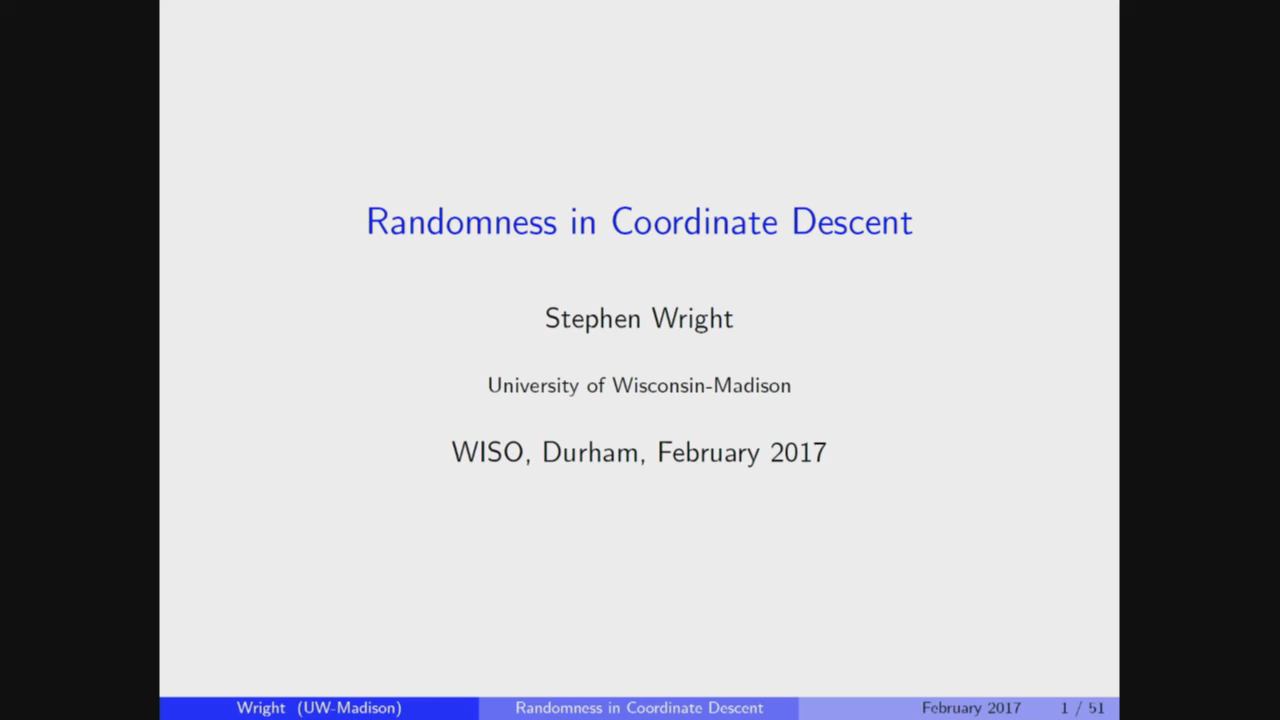 Randomness in Coordinate Descent
Stephen Wright
University of Wisconsin-Madison
WISO, Durham, February 2017
Wright (UW-Madison) Randomness in Coordinate Descent February 2017 1 / 51